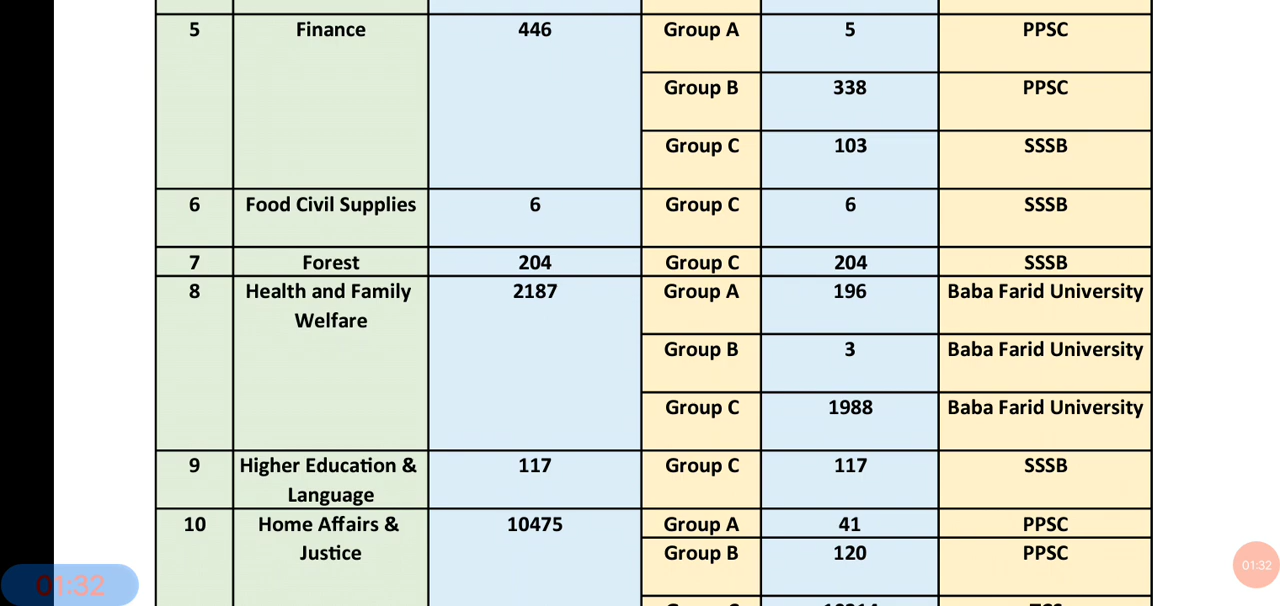 5 Finance 446 Group A 5 PPSC
Group B 338 PPSC
Group C 103 SSSB
6 Food Civil Supplies 6 Group C 6 SSSB
7 Forest 204 Group C 204 SSSB
8 Health and Family 2187 Group A 196 Baba Farid University
Welfare
Group B 3 Baba Farid University
Group C 1988 Baba Farid University
9 Higher Education & 117 Group C 117 SSSB
Language
10 Home Affairs & 10475 Group A 41 PPSC
Justice Group B 120 PPSC
01:32
01:32